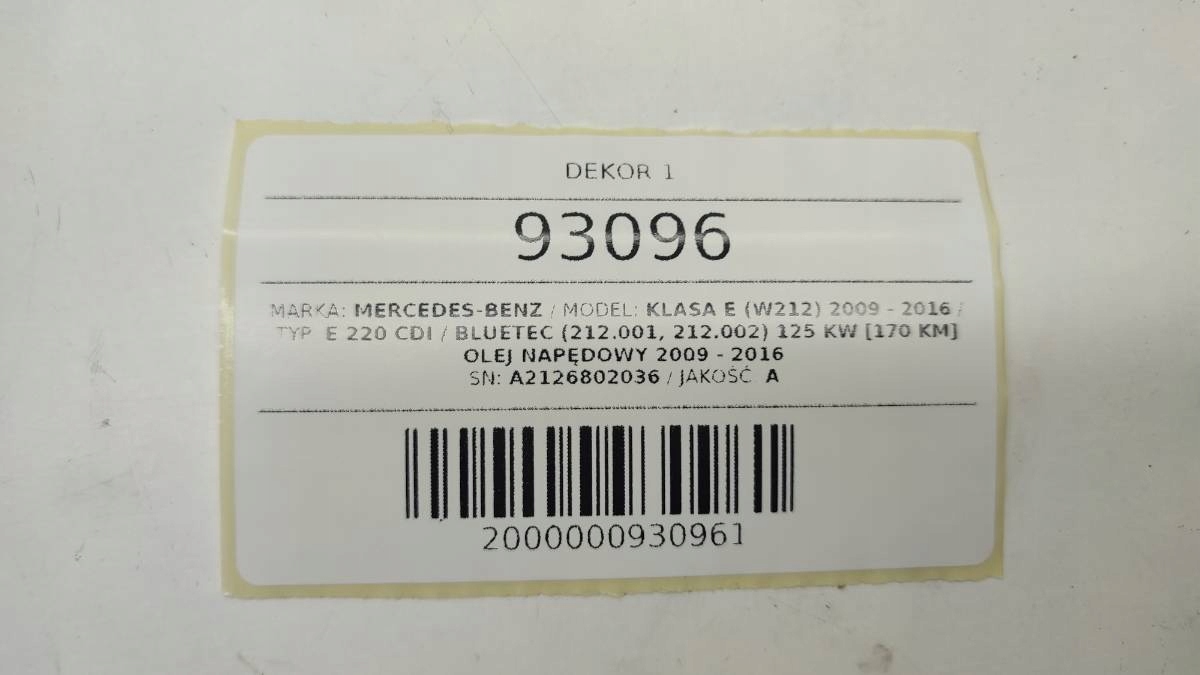 DEKOR 1
93096
MARKA: MERCEDES-BENZ / MODEL: KLASA E (W212) 2009 - 2016 /
TYP E 220 CDI / BLUETEC (212.001, 212.002) 125 KW [170 KM]
OLEJ NAPĘDOWY 2009 - 2016
SN: A2126802036 / JAKOŚĆ A
2000000930961